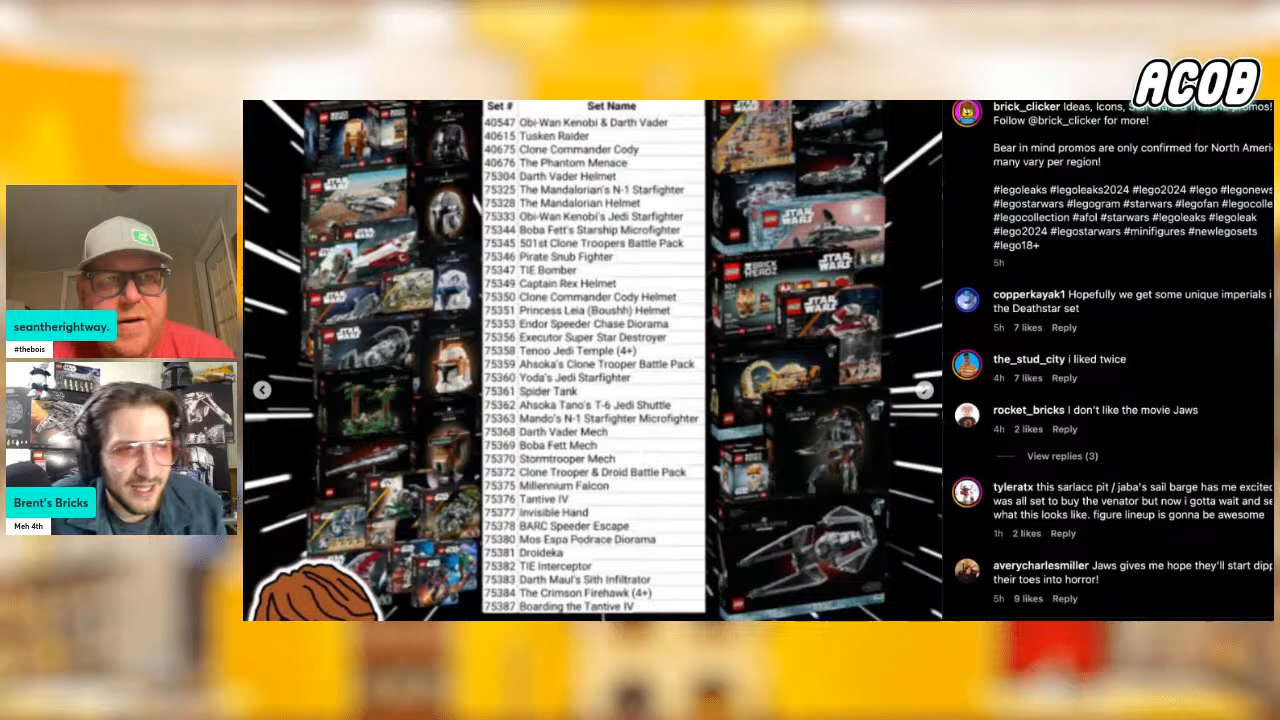 ACOB
seantherightway.
#thebois
Brent's Bricks
Meh 4th
Set # Set Name
40547 Obi-Wan Kenobi & Darth Vader
40615 Tusken Raider
40675 Clone Commander Cody
40676 The Phantom Menace
75304 Darth Vader Helmet
75325 The Mandalorian's N-1 Starfighter
75328 The Mandalorian Helmet
75333 Obi-Wan Kenobi's Jedi Starfighter
75344 Boba Fett's Starship Microfighter
75345 501st Clone Troopers Battle Pack
75346 Pirate Snub Fighter
75347 TIE Bomber
75349 Captain Rex Helmet
75350 Clone Commander Cody Helmet
75351 Princess Leia (Boushh) Helmet
75353 Endor Speeder Chase Diorama
75356 Executor Super Star Destroyer
75358 Tenoo Jedi Temple (4+)
75359 Ahsoka's Clone Trooper Battle Pack
75360 Yoda's Jedi Starfighter
75361 Spider Tank
75362 Ahsoka Tano's T-6 Jedi Shuttle
75363 Mando's N-1 Starfighter Microfighter
75368 Darth Vader Mech
75369 Boba Fett Mech
75370 Stormtrooper Mech
75372 Clone Trooper & Droid Battle Pack
75375 Millennium Falcon
75376 Tantive IV
75377 Invisible Hand
75378 BARC Speeder Escape
75380 Mos Espa Podrace Diorama
75381 Droideka
75382 TIE Interceptor
75383 Darth Maul's Sith Infiltrator
75384 The Crimson Firehawk (4+)
75387 Boarding the Tantive IV
STAR WARS
STAR WARS
BRICK HEADZ
STAR WARS
brick_clicker Ideas, Icons,
Follow @brick_clicker for more!
Bear in mind promos are only confirmed for North Ameri
many vary per region!
#legoleaks #legoleaks2024 #lego2024 #lego #legonews
#legostarwars #legogram #starwars #legofan #legocolle
#legocollection #afol #starwars #legoleaks #legoleak
#lego2024 #legostarwars #minifigures #newlegosets
#lego18+
5h
copperkayak1 Hopefully we get some unique imperials i
the Deathstar set
5h 7 likes Reply
the_stud_city i liked twice
4h 7 likes Reply
rocket_bricks I don't like the movie Jaws
4h 2 likes Reply
View replies (3)
tyleratx this sarlacc pit / jaba's sail barge has me excited
was all set to buy the venator but now i gotta wait and se
what this looks like. figure lineup is gonna be awesome
1h 2 likes Reply
averycharlesmiller Jaws gives me hope they'll start dipp
their toes into horror!
5h 9 likes Reply